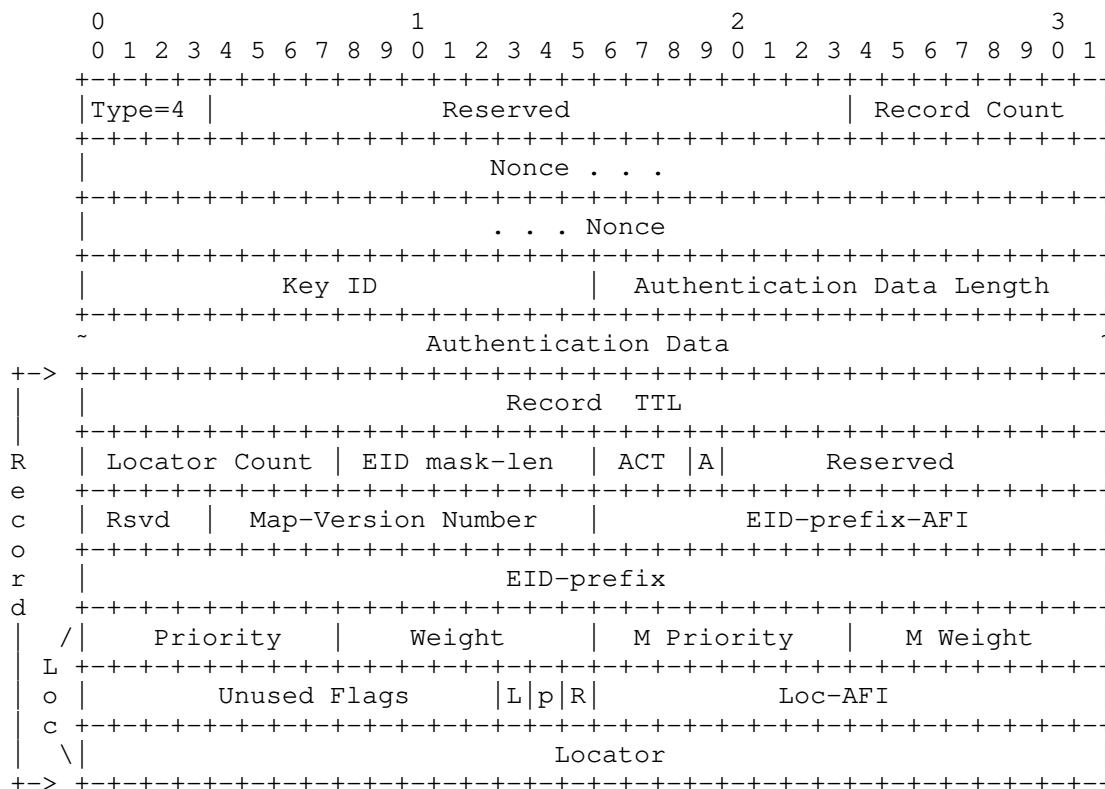 0                   1                   2                   3
        0 1 2 3 4 5 6 7 8 9 0 1 2 3 4 5 6 7 8 9 0 1 2 3 4 5 6 7 8 9 0 1
       +-+-+-+-+-+-+-+-+-+-+-+-+-+-+-+-+-+-+-+-+-+-+-+-+-+-+-+-+-+-+-+--
       |Type=4 |              Reserved                 | Record Count
       +-+-+-+-+-+-+-+-+-+-+-+-+-+-+-+-+-+-+-+-+-+-+-+-+-+-+-+-+-+-+-+--
       |                         Nonce . . .
       +-+-+-+-+-+-+-+-+-+-+-+-+-+-+-+-+-+-+-+-+-+-+-+-+-+-+-+-+-+-+-+--
       |                         . . . Nonce
       +-+-+-+-+-+-+-+-+-+-+-+-+-+-+-+-+-+-+-+-+-+-+-+-+-+-+-+-+-+-+-+--
       |            Key ID             |  Authentication Data Length
       +-+-+-+-+-+-+-+-+-+-+-+-+-+-+-+-+-+-+-+-+-+-+-+-+-+-+-+-+-+-+-+--
       ~                     Authentication Data                       ~
   +-> +-+-+-+-+-+-+-+-+-+-+-+-+-+-+-+-+-+-+-+-+-+-+-+-+-+-+-+-+-+-+-+--
   |   |                          Record  TTL
   |   +-+-+-+-+-+-+-+-+-+-+-+-+-+-+-+-+-+-+-+-+-+-+-+-+-+-+-+-+-+-+-+--
   R   | Locator Count | EID mask-len  | ACT |A|      Reserved
   e   +-+-+-+-+-+-+-+-+-+-+-+-+-+-+-+-+-+-+-+-+-+-+-+-+-+-+-+-+-+-+-+--
   c   | Rsvd  |  Map-Version Number   |         EID-prefix-AFI
   o   +-+-+-+-+-+-+-+-+-+-+-+-+-+-+-+-+-+-+-+-+-+-+-+-+-+-+-+-+-+-+-+--
   r   |                          EID-prefix
   d   +-+-+-+-+-+-+-+-+-+-+-+-+-+-+-+-+-+-+-+-+-+-+-+-+-+-+-+-+-+-+-+--
   |  /|    Priority   |    Weight     |  M Priority   |   M Weight
   | L +-+-+-+-+-+-+-+-+-+-+-+-+-+-+-+-+-+-+-+-+-+-+-+-+-+-+-+-+-+-+-+--
   | o |        Unused Flags     |L|p|R|           Loc-AFI
   | c +-+-+-+-+-+-+-+-+-+-+-+-+-+-+-+-+-+-+-+-+-+-+-+-+-+-+-+-+-+-+-+--
   |  \|                             Locator
   +-> +-+-+-+-+-+-+-+-+-+-+-+-+-+-+-+-+-+-+-+-+-+-+-+-+-+-+-+-+-+-+-+--